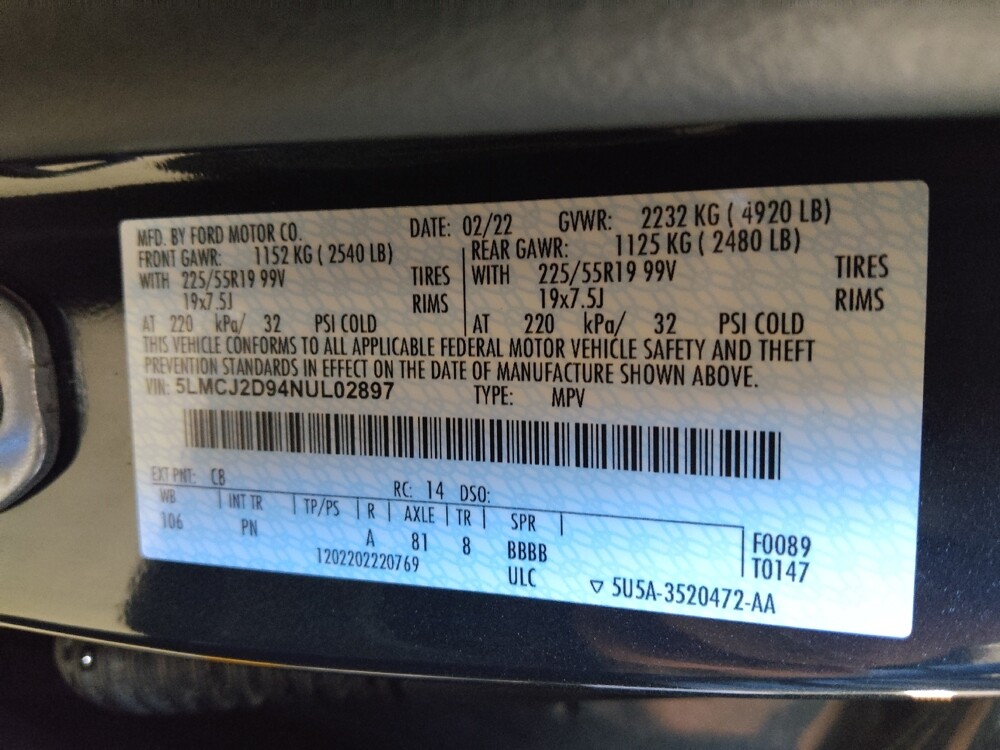 MFD. BY FORD MOTOR CO. DATE: 02/22 GVWR: 2232 KG ( 4920 LB)
FRONT GAWR: 1152 KG ( 2540 LB) REAR GAWR: 1125 KG ( 2480 LB)
WITH 225/55R19 99V TIRES WITH 225/55R19 99V TIRES
19x7.5J RIMS 19x7.5J RIMS
AT 220 kPa/ 32 PSI COLD AT 220 kPa/ 32 PSI COLD
THIS VEHICLE CONFORMS TO ALL APPLICABLE FEDERAL MOTOR VEHICLE SAFETY AND THEFT
PREVENTION STANDARDS IN EFFECT ON THE DATE OF MANUFACTURE SHOWN ABOVE.
VIN: 5LMCJ2D94NUL02897 TYPE: MPV
EXT PNT: CB RC: 14 DSO:
WB INT TR TP/PS R AXLE TR SPR
106 PN A 81 8 BBBB F0089
1202202220769 ULC T0147
▽ 5U5A-3520472-AA